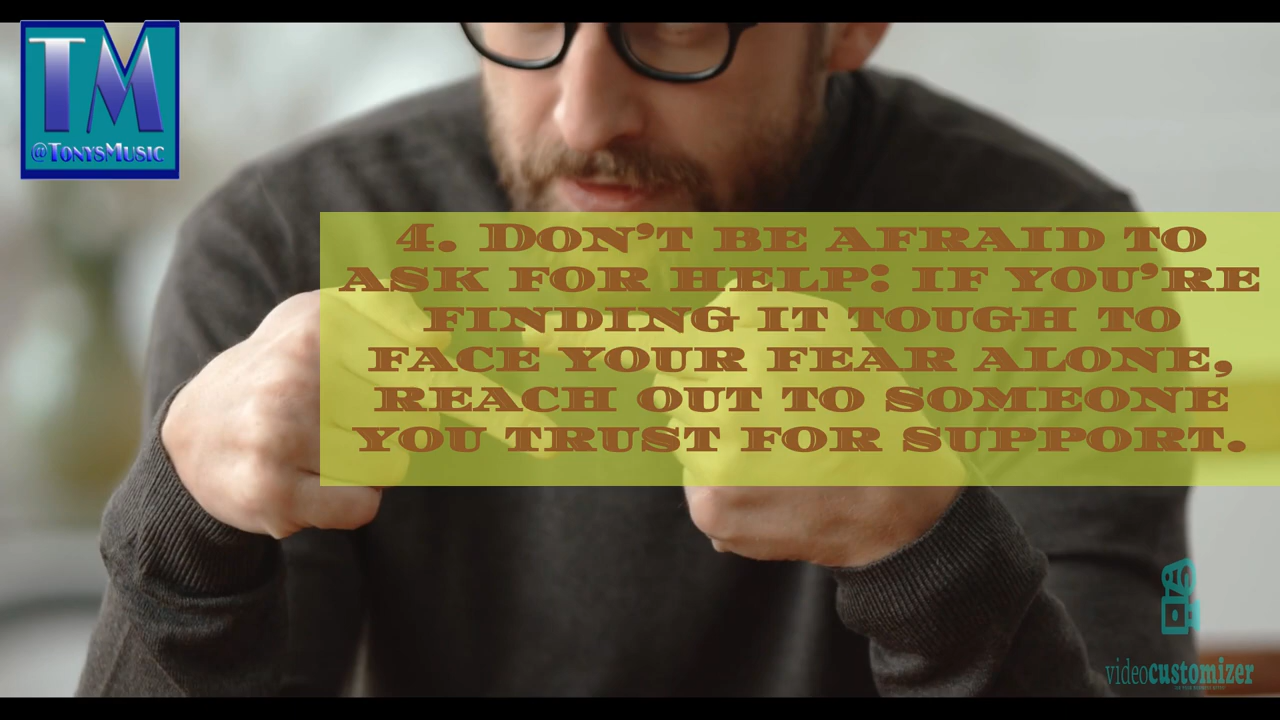 TM
@TonysMusic
4. Don't be afraid to
ask for help: If you're
finding it tough to
face your fear alone,
reach out to someone
you trust for support.
videocustomizer